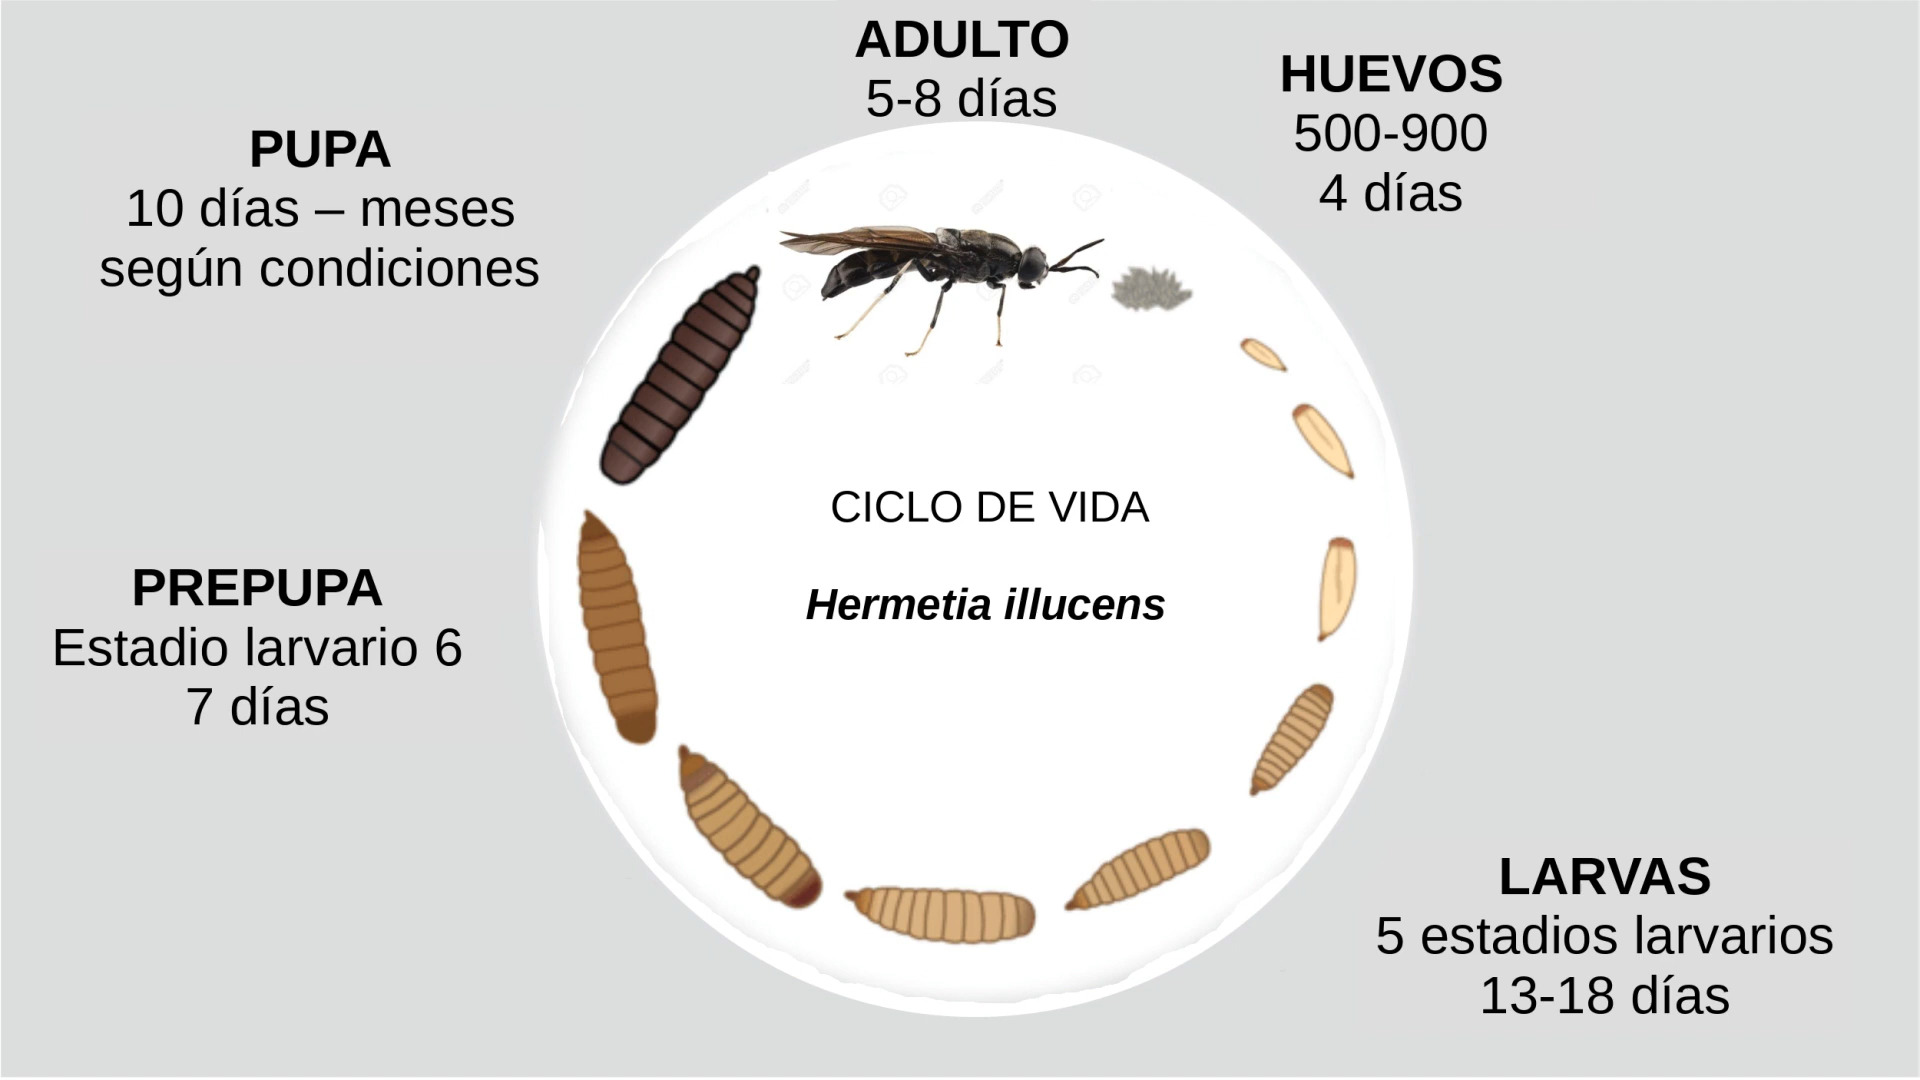 ADULTO
5-8 días
HUEVOS
500-900
4 días
PUPA
10 días – meses
según condiciones
CICLO DE VIDA
Hermetia illucens
PREPUPA
Estadio larvario 6
7 días
LARVAS
5 estadios larvarios
13-18 días